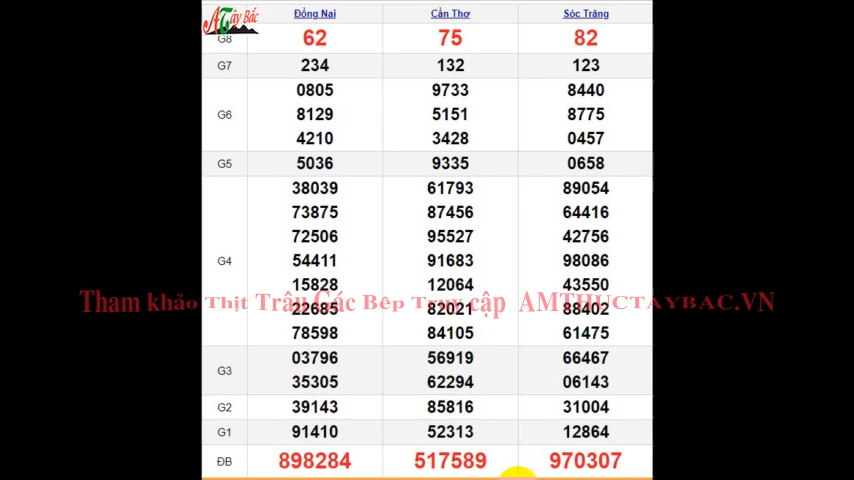 ATây Bắc
Đồng Nai Cần Thơ Sóc Trăng
G8 62 75 82
G7 234 132 123
0805 9733 8440
G6 8129 5151 8775
4210 3428 0457
G5 5036 9335 0658
38039 61793 89054
73875 87456 64416
72506 95527 42756
G4 54411 91683 98086
15828 12064 43550
Tham khảo Thịt Trâu Gác Bếp Truy cập AMTHUCTAYBAC.VN
22685 82021 88402
78598 84105 61475
G3 03796 56919 66467
35305 62294 06143
G2 39143 85816 31004
G1 91410 52313 12864
ĐB 898284 517589 970307